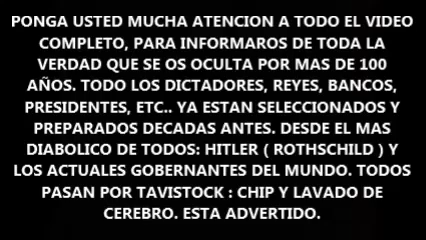 PONGA USTED MUCHA ATENCION A TODO EL VIDEO
COMPLETO, PARA INFORMAROS DE TODA LA
VERDAD QUE SE OS OCULTA POR MAS DE 100
AÑOS. TODO LOS DICTADORES, REYES, BANCOS,
PRESIDENTES, ETC.. YA ESTAN SELECCIONADOS Y
PREPARADOS DECADAS ANTES. DESDE EL MAS
DIABOLICO DE TODOS: HITLER ( ROTHSCHILD ) Y
LOS ACTUALES GOBERNANTES DEL MUNDO. TODOS
PASAN POR TAVISTOCK : CHIP Y LAVADO DE
CEREBRO. ESTA ADVERTIDO.